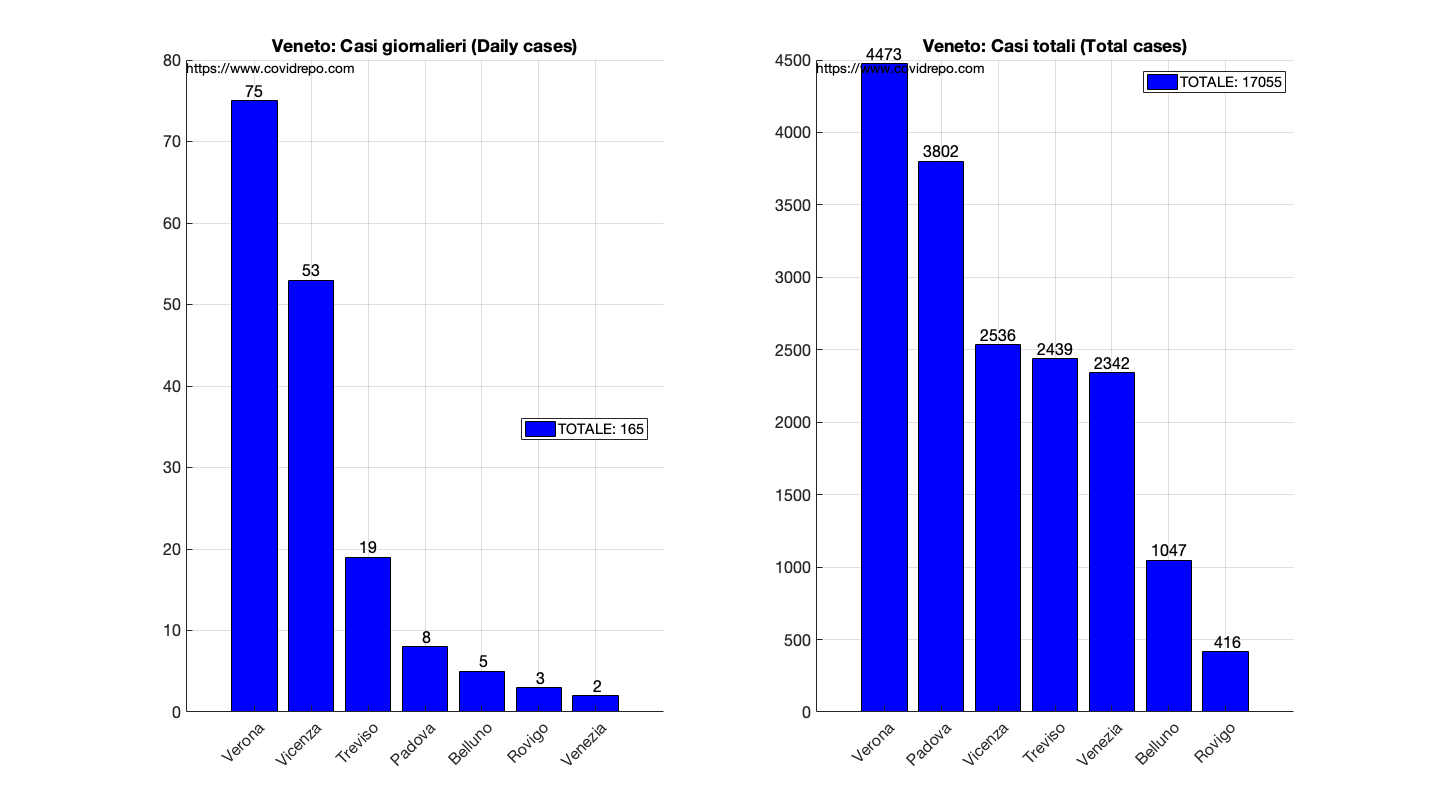 Veneto: Casi giornalieri (Daily cases)
https://www.covidrepo.com
80
70
60
50
40
30
20
10
0
75
53
19
8
5
3
2
TOTALE: 165
Verona
Vicenza
Treviso
Padova
Belluno
Rovigo
Venezia
Veneto: Casi totali (Total cases)
https://www.covidrepo.com
4500
4000
3500
3000
2500
2000
1500
1000
500
0
4473
3802
2536
2439
2342
1047
416
TOTALE: 17055
Verona
Padova
Vicenza
Treviso
Venezia
Belluno
Rovigo